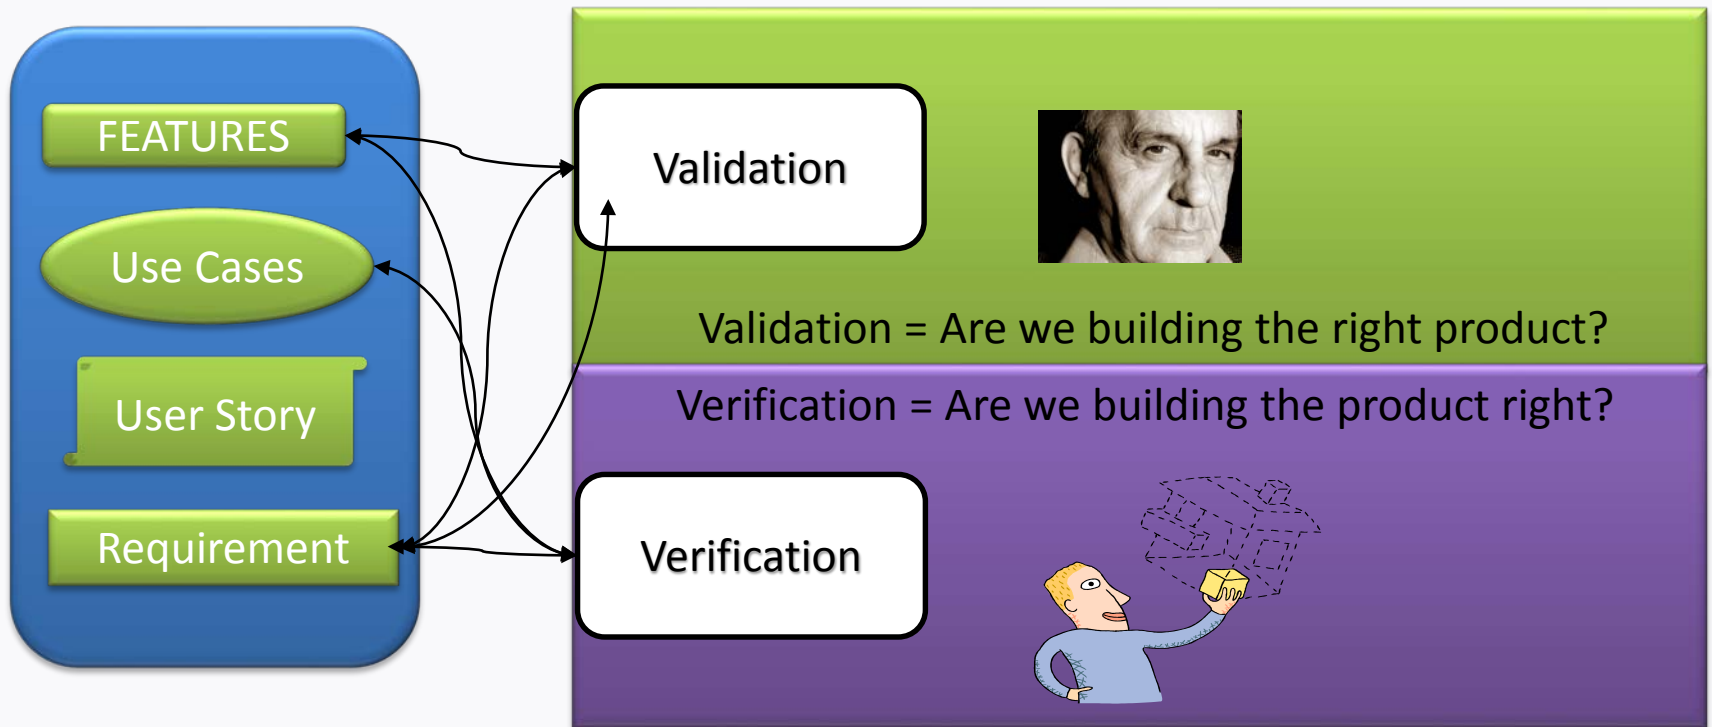 FEATURES
Use Cases
User Story
Requirement
Validation
Validation = Are we building the right product?
Verification = Are we building the product right?
Verification